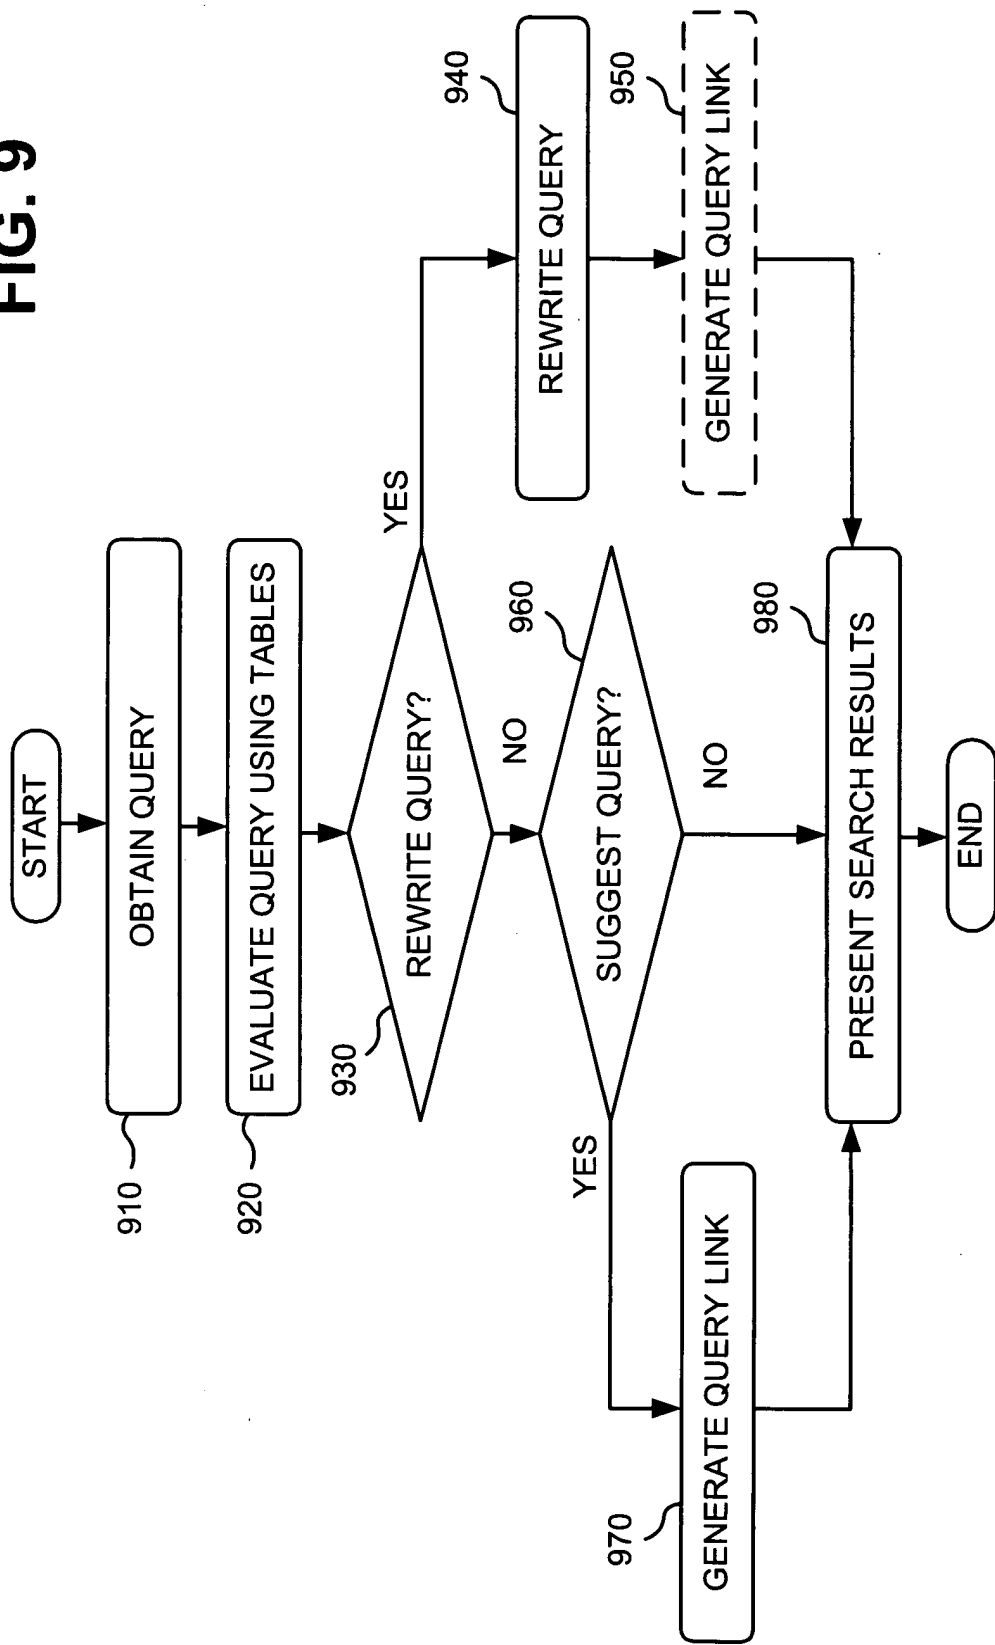 FIG. 9
START
OBTAIN QUERY
910
EVALUATE QUERY USING TABLES
920
REWRITE QUERY?
930
YES
NO
REWRITE QUERY
940
GENERATE QUERY LINK
950
SUGGEST QUERY?
960
YES
NO
GENERATE QUERY LINK
970
PRESENT SEARCH RESULTS
980
END